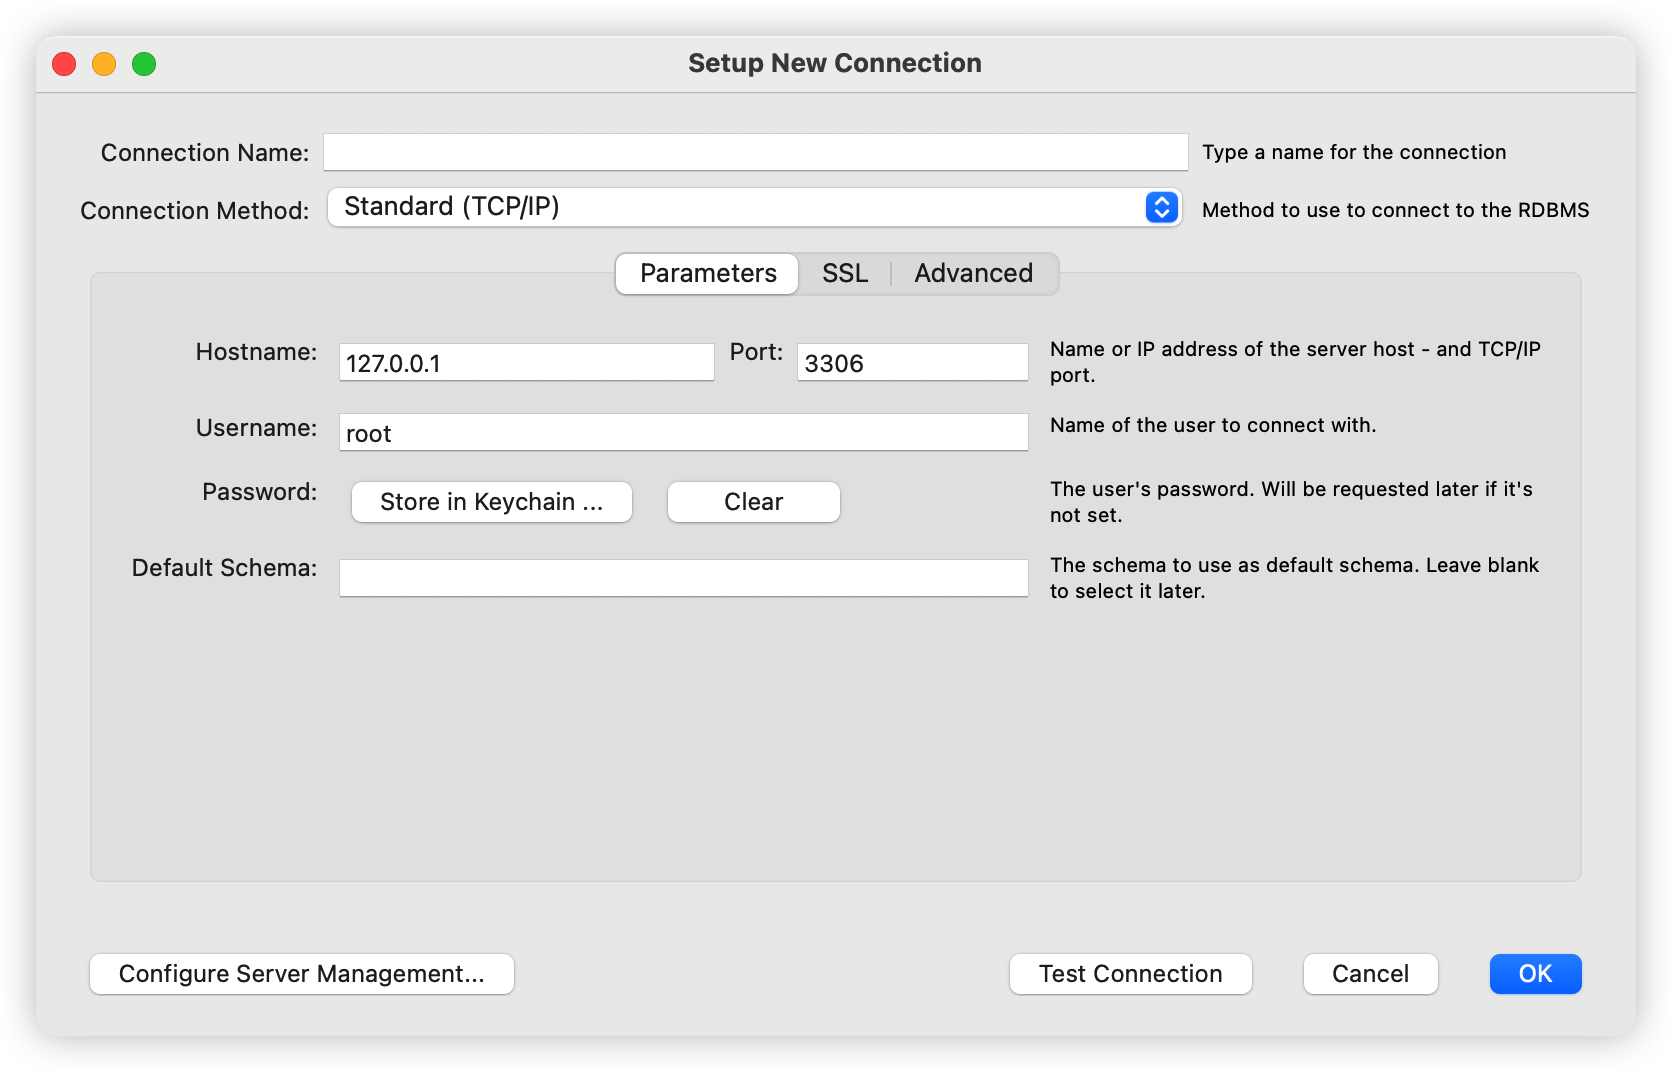 Setup New Connection
Connection Name:
Type a name for the connection
Connection Method:
Standard (TCP/IP)
Method to use to connect to the RDBMS
Parameters
SSL
Advanced
Hostname:
127.0.0.1
Port:
3306
Name or IP address of the server host - and TCP/IP
port.
Username:
root
Name of the user to connect with.
Password:
Store in Keychain ...
Clear
The user's password. Will be requested later if it's
not set.
Default Schema:
The schema to use as default schema. Leave blank
to select it later.
Configure Server Management...
Test Connection
Cancel
OK